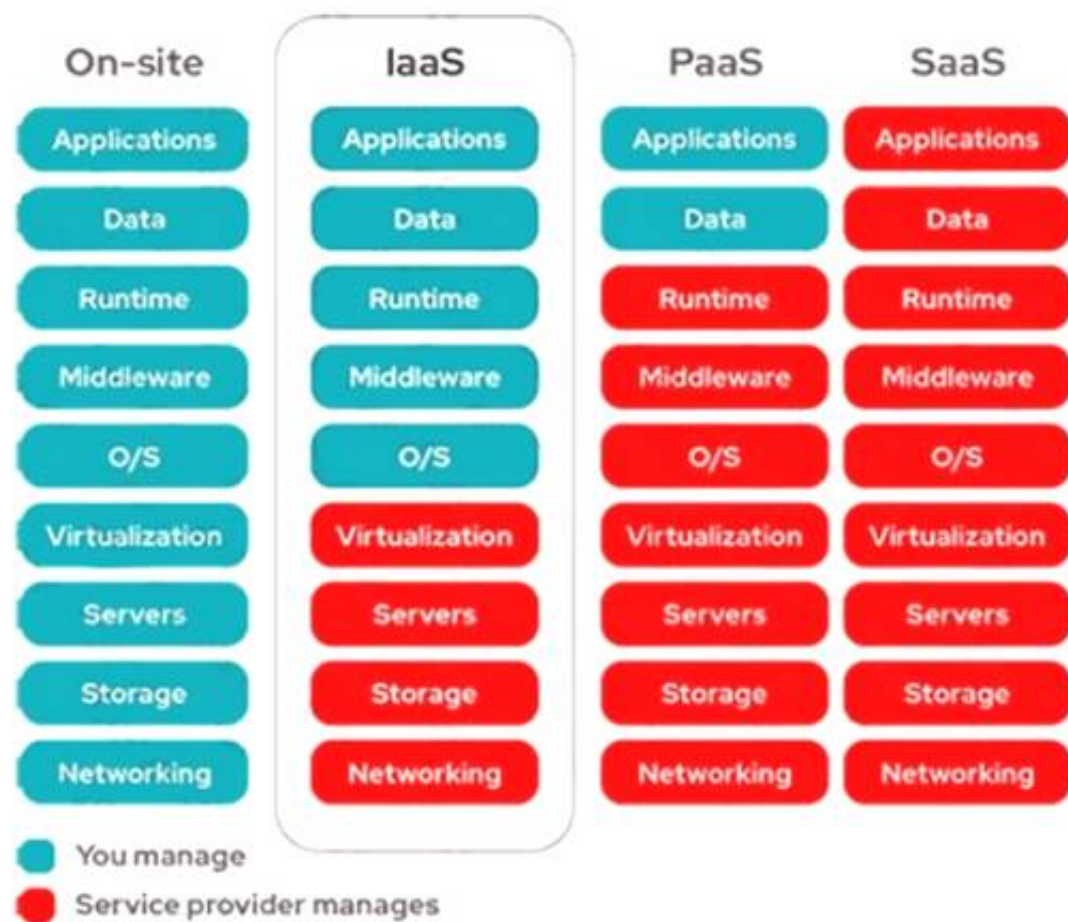 On-site IaaS PaaS SaaS
Applications Applications Applications Applications
Data Data Data Data
Runtime Runtime Runtime Runtime
Middleware Middleware Middleware Middleware
O/S O/S O/S O/S
Virtualization Virtualization Virtualization Virtualization
Servers Servers Servers Servers
Storage Storage Storage Storage
Networking Networking Networking Networking
You manage
Service provider manages